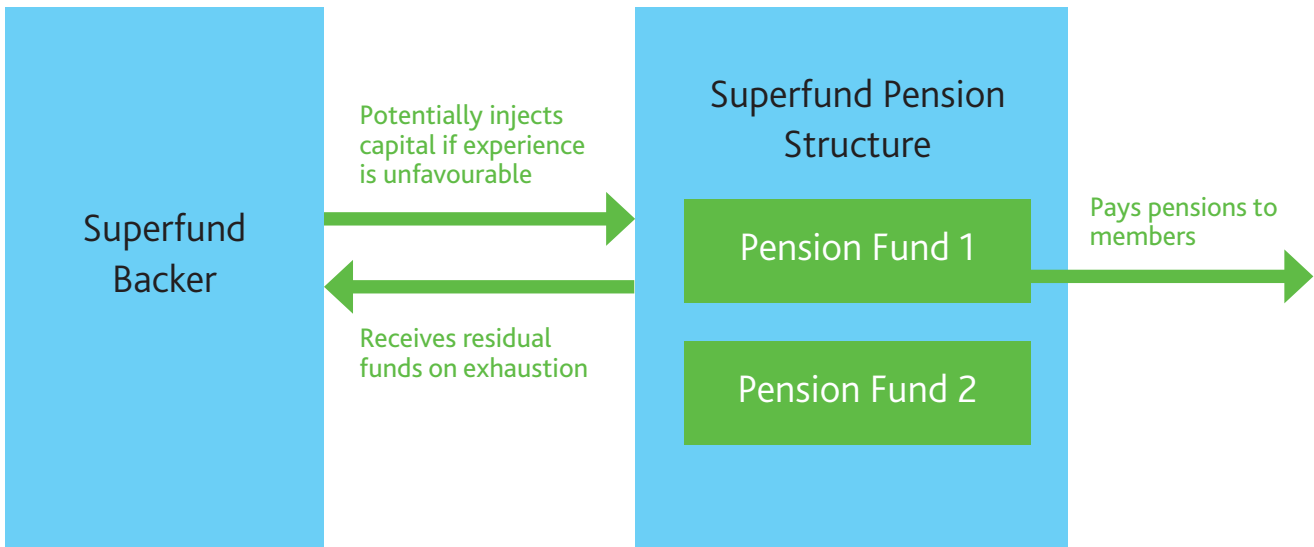 Superfund
Backer
Potentially injects
capital if experience
is unfavourable
Receives residual
funds on exhaustion
Superfund Pension
Structure
Pension Fund 1
Pension Fund 2
Pays pensions to
members